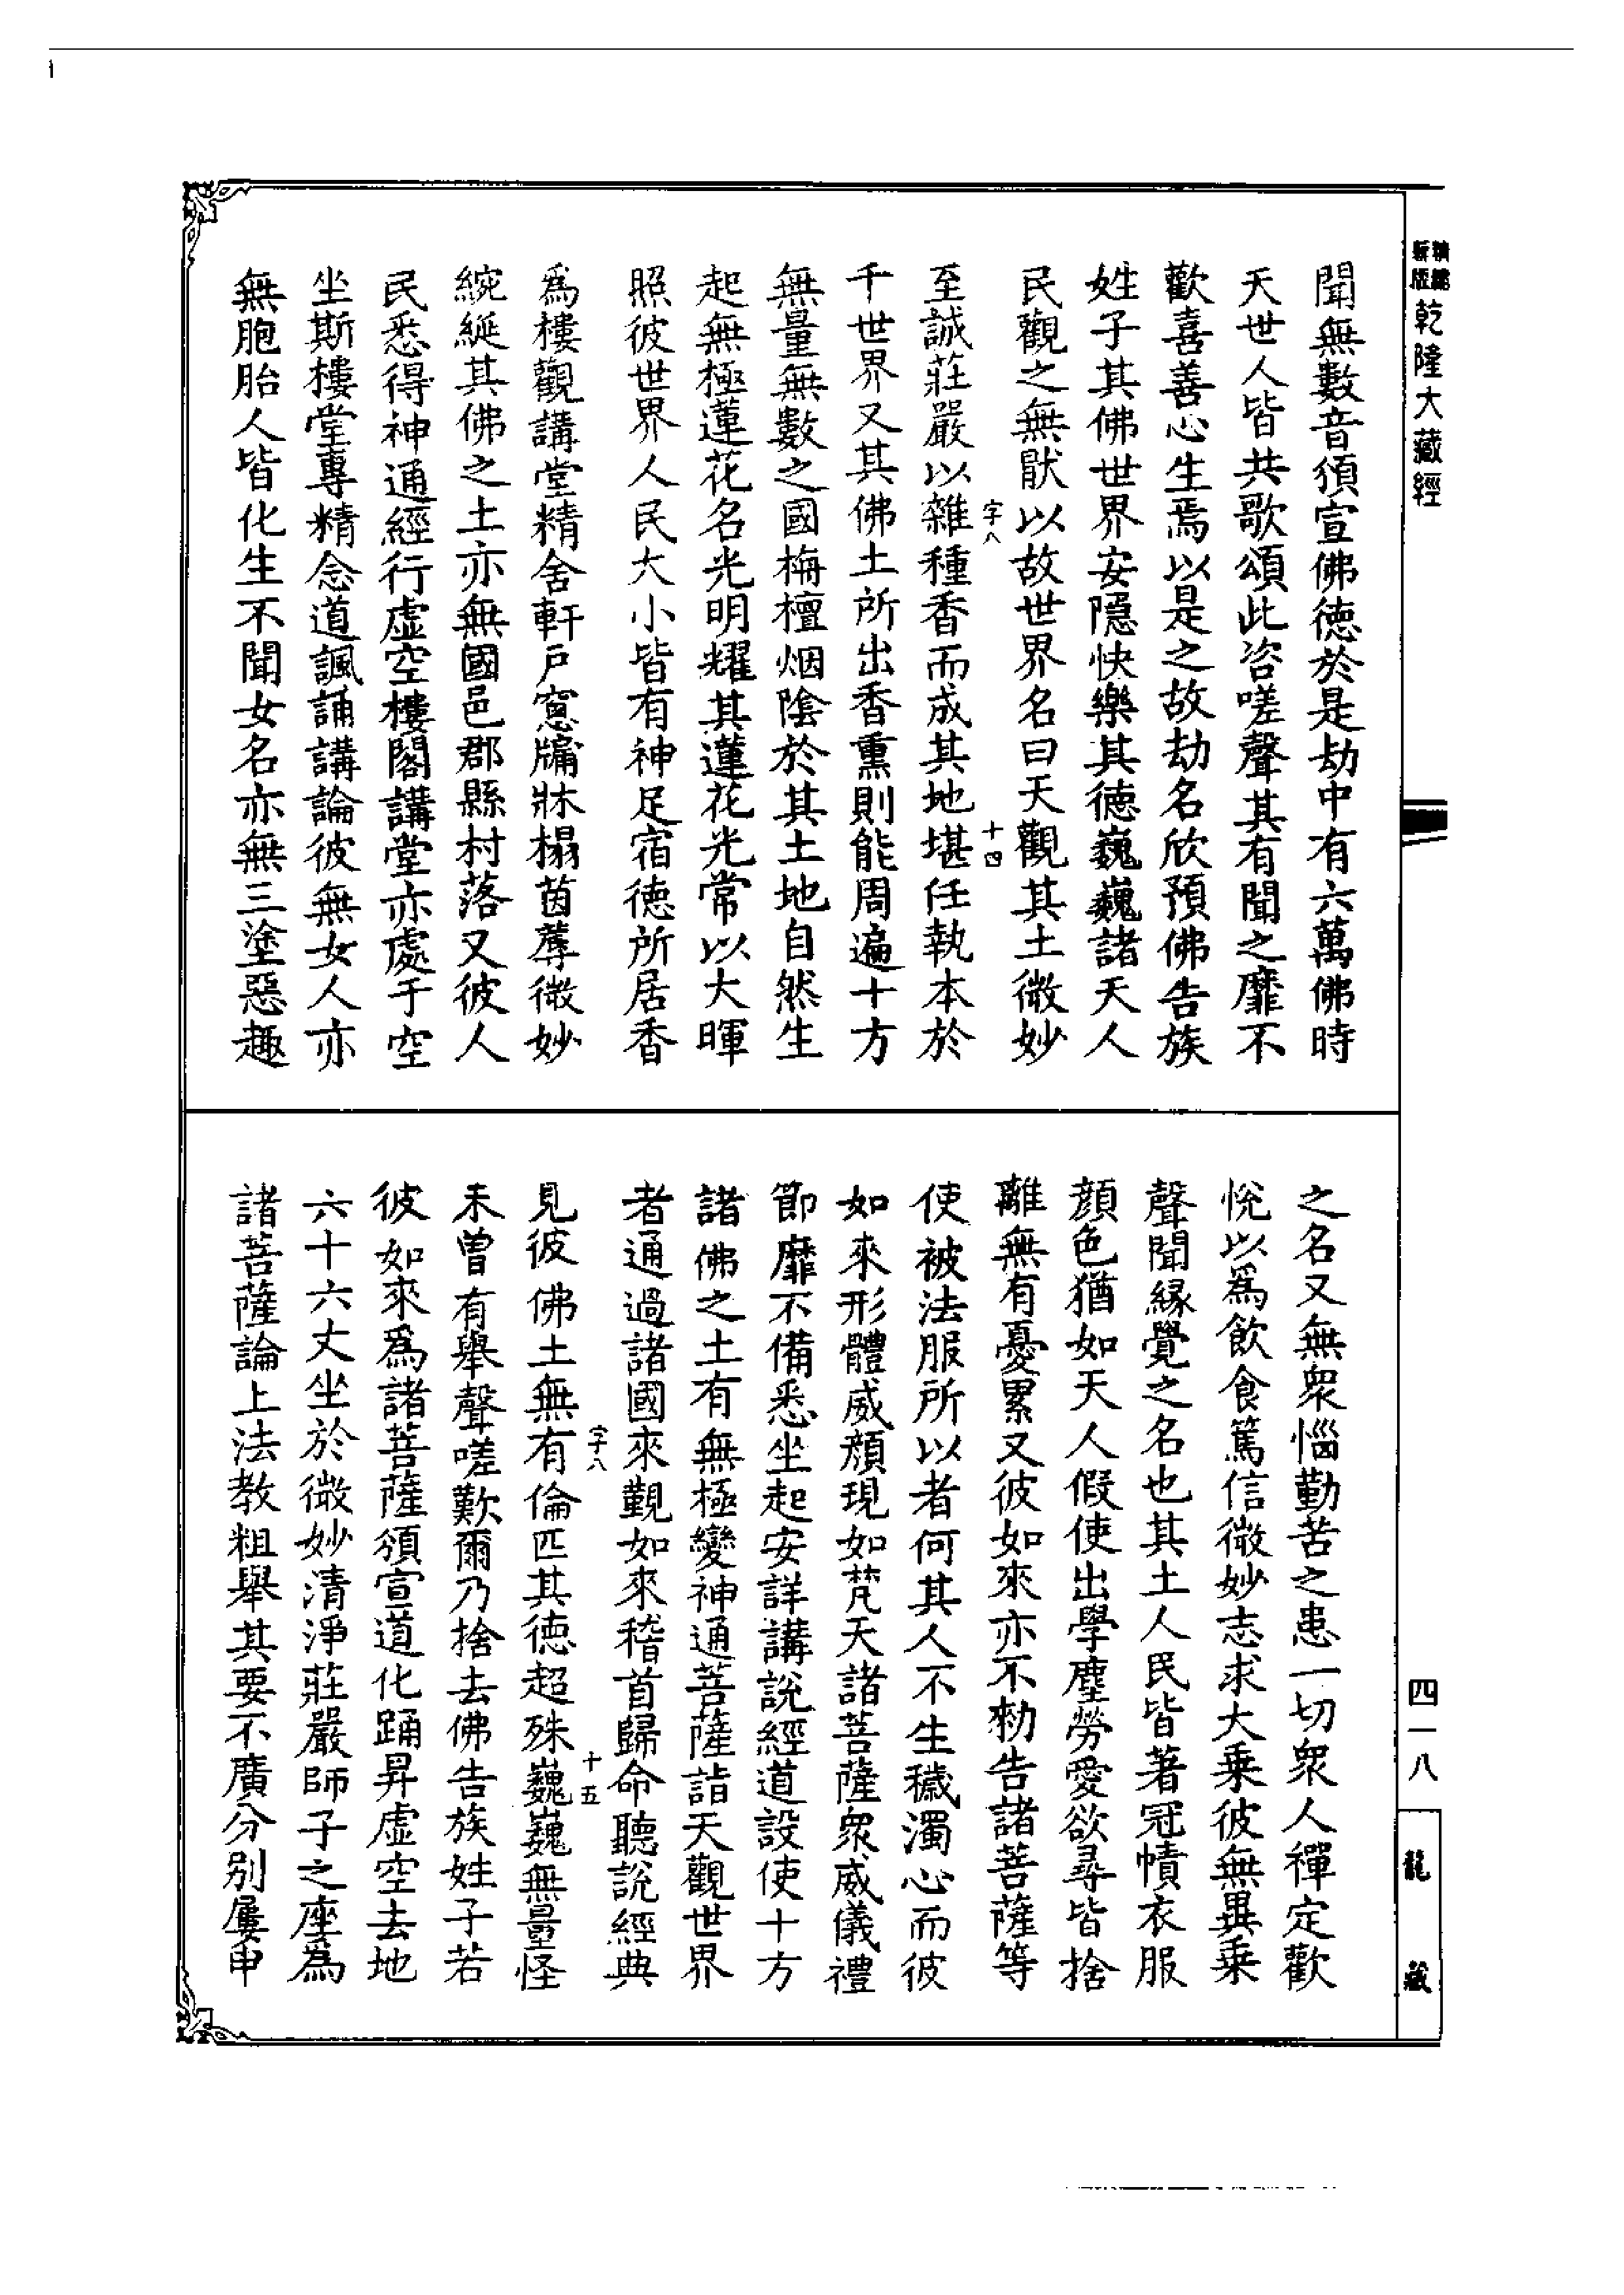 精縮
新版
乾隆大藏經
聞無數音頒宣佛德於是劫中有六萬佛時
天世人皆共歌頌此咨嗟聲其有聞之靡不
歡喜善心生焉以是之故劫名欣預佛告族
姓子其佛世界安隱快樂其德巍巍諸天人
民觀之無猒以故世界名曰天觀其土微妙
字八
十四
至誠莊嚴以雜種香而成其地堪任執本於
千世界又其佛土所出香熏則能周遍十方
無量無數之國栴檀烟陰於其土地自然生
起無極蓮花名光明耀其蓮花光常以大暉
照彼世界人民大小皆有神足宿德所居香
為樓觀講堂精舍軒戶窓牖牀榻茵蓐微妙
綩綖其佛之土亦無國邑郡縣村落又彼人
民悉得神通經行虛空樓閣講堂亦處于空
坐斯樓堂專精念道諷誦講論彼無女人亦
無胞胎人皆化生不聞女名亦無三塗惡趣
之名又無眾惱勤苦之患一切眾人禪定歡
悅以爲飲食篤信微妙志求大乘彼無異乘
聲聞緣覺之名也其土人民皆著冠幘衣服
顏色猶如天人假使出學塵勞愛欲尋皆捨
離無有憂累又彼如來亦不勑告諸菩薩等
使被法服所以者何其人不生穢濁心而彼
如來形體威顏現如梵天諸菩薩眾威儀禮
節靡不備悉坐起安詳講說經道設使十方
諸佛之土有無極變神通菩薩詣天觀世界
者通過諸國來觀如來稽首歸命聽說經典
字八
十五
見彼佛土無有倫匹其德超殊巍巍無量怪
未曾有舉聲嗟歎爾乃捨去佛告族姓子若
彼如來爲諸菩薩頒宣道化踊昇虛空去地
六十六丈坐於微妙清淨莊嚴師子之座爲
諸菩薩論上法教粗舉其要不廣分別屢申
四一八
龍藏